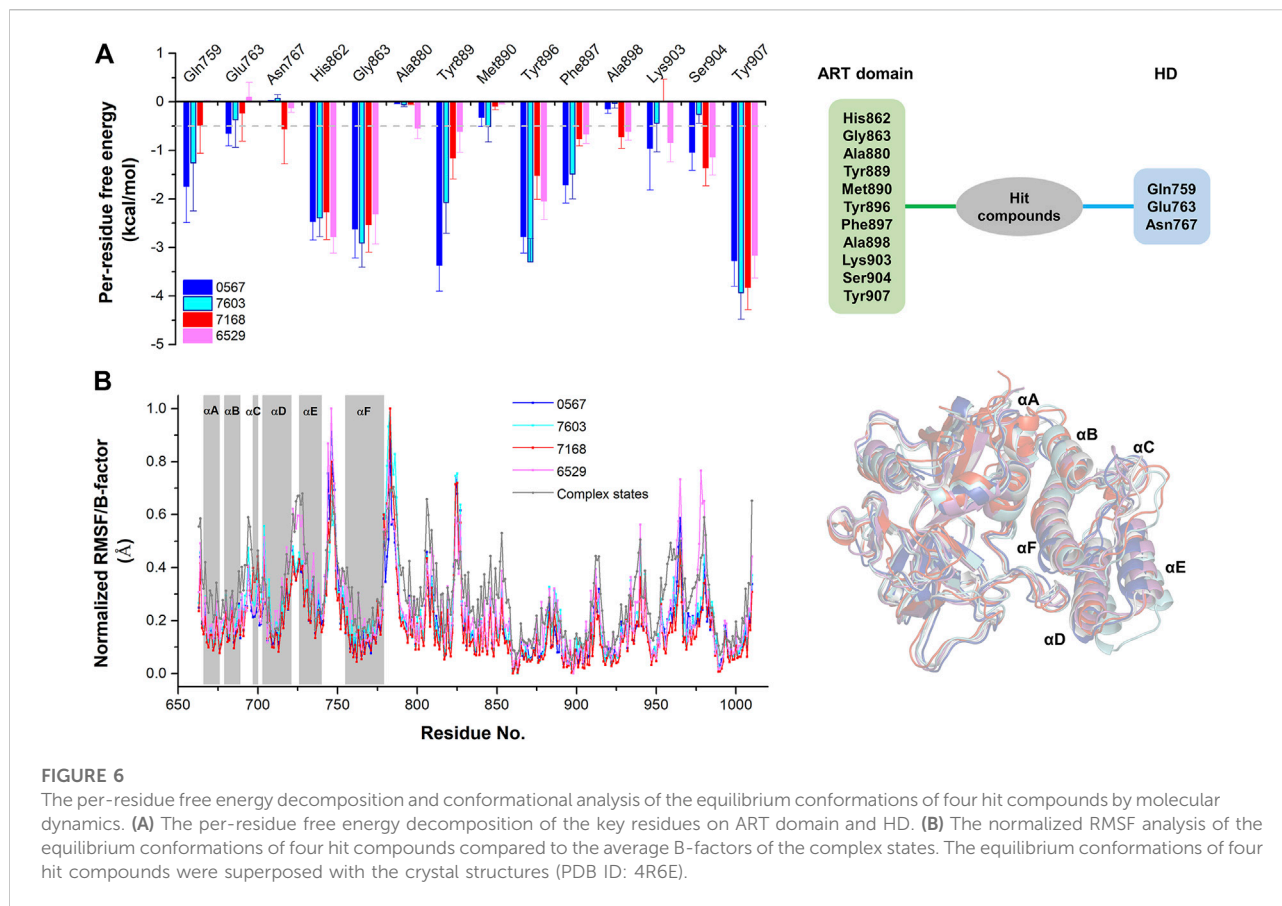 A
Per-residue free energy
(kcal/mol)
1
0
-1
-2
-3
-4
-5
Gln759
Glu763
Asn767
His862
Gly863
Ala880
Tyr889
Met890
Tyr896
Phe897
Ala898
Lys903
Ser904
Tyr907
0567
7603
7168
6529
ART domain
His862
Gly863
Ala880
Tyr889
Met890
Tyr896
Phe897
Ala898
Lys903
Ser904
Tyr907
Hit
compounds
HD
Gln759
Glu763
Asn767
B
Normalized RMSF/B-factor
(Å)
1.0
0.8
0.6
0.4
0.2
0.0
αA
αB
αC
αD
αE
αF
0567
7603
7168
6529
Complex states
650
700
750
800
850
900
950
1000
Residue No.
αA
αB
αC
αF
αE
αD
FIGURE 6
The per-residue free energy decomposition and conformational analysis of the equilibrium conformations of four hit compounds by molecular
dynamics. (A) The per-residue free energy decomposition of the key residues on ART domain and HD. (B) The normalized RMSF analysis of the
equilibrium conformations of four hit compounds compared to the average B-factors of the complex states. The equilibrium conformations of four
hit compounds were superposed with the crystal structures (PDB ID: 4R6E).